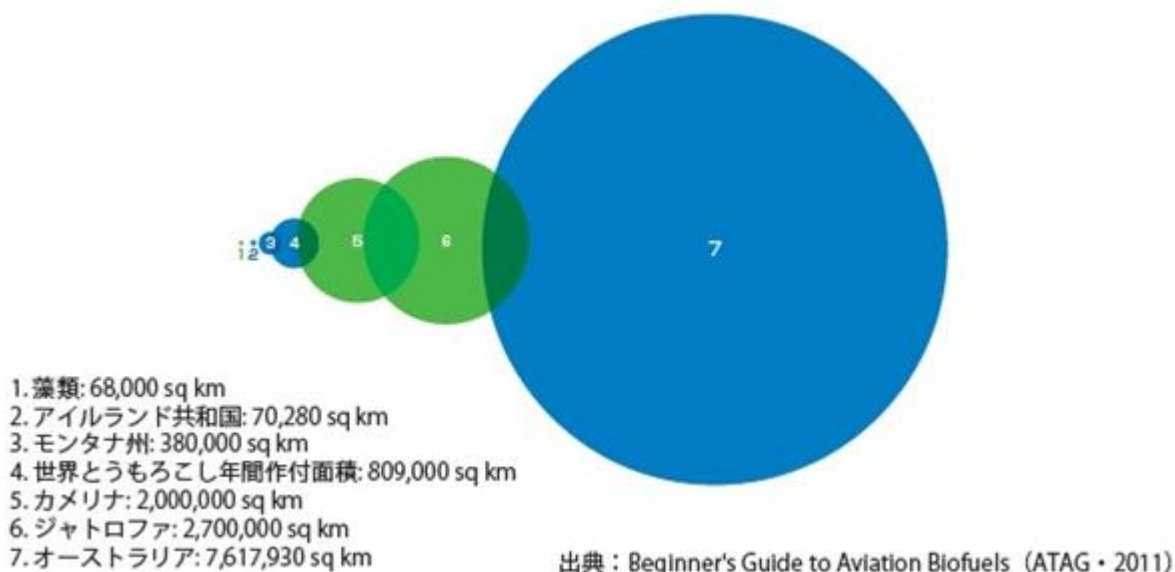 1
2
3
4
5
6
7
1. 藻類: 68,000 sq km
2. アイルランド共和国: 70,280 sq km
3. モンタナ州: 380,000 sq km
4. 世界とうもろこし年間作付面積: 809,000 sq km
5. カメリナ: 2,000,000 sq km
6. ジャトロファ: 2,700,000 sq km
7. オーストラリア: 7,617,930 sq km
出典：Beginner's Guide to Aviation Biofuels（ATAG・2011）